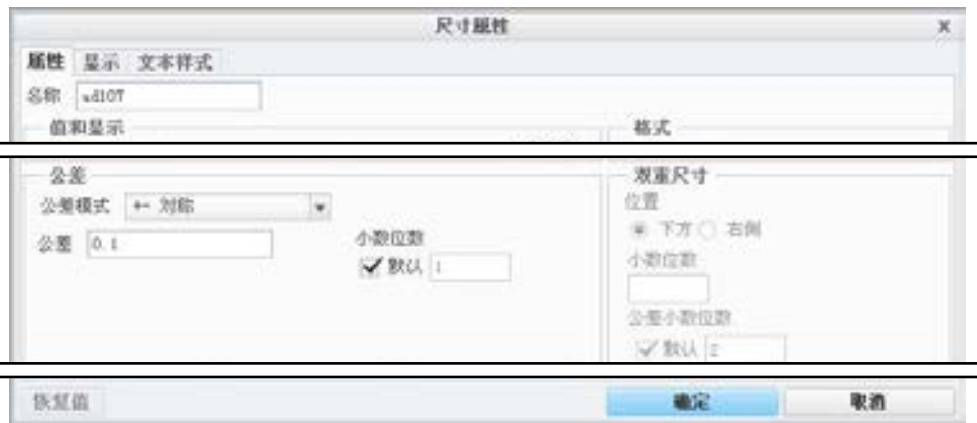 尺寸属性
属性 显示 文本样式
名称 ad107
值和显示 格式
公差 双重尺寸
公差模式 +- 对称 位置
下方 右侧
公差 0.1 小数位数 小数位数
默认 1
公差小数位数
默认 2
恢复值 确定 取消